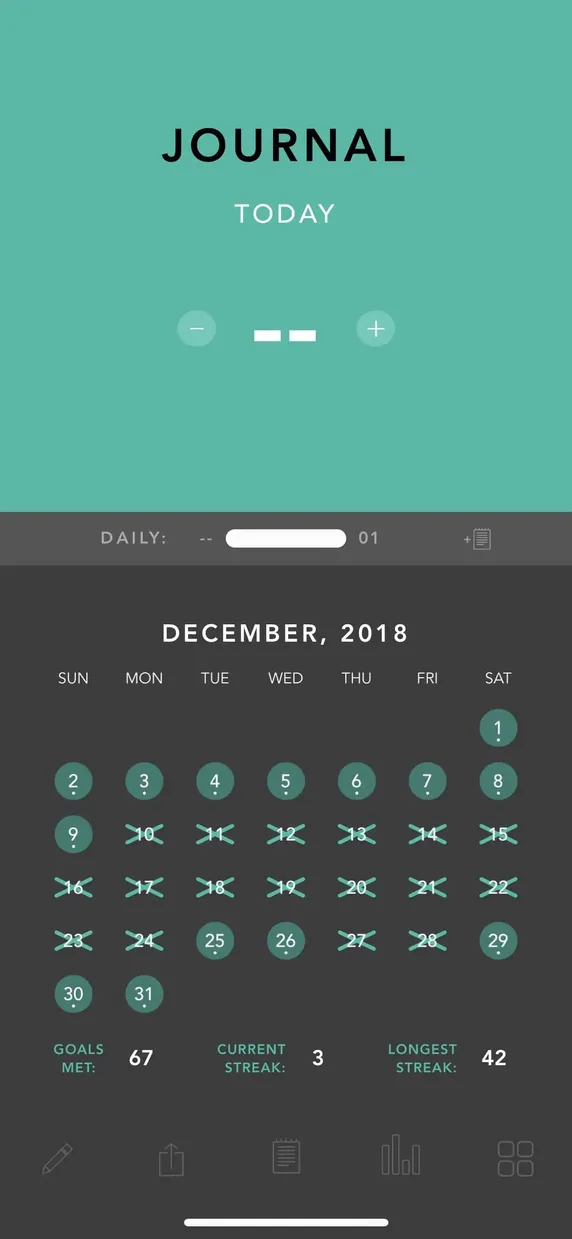 JOURNAL
TODAY
− -- +
DAILY: -- 01 +
DECEMBER, 2018
SUN MON TUE WED THU FRI SAT
1
2 3 4 5 6 7 8
9 10 11 12 13 14 15
16 17 18 19 20 21 22
23 24 25 26 27 28 29
30 31
GOALS MET: 67 CURRENT STREAK: 3 LONGEST STREAK: 42